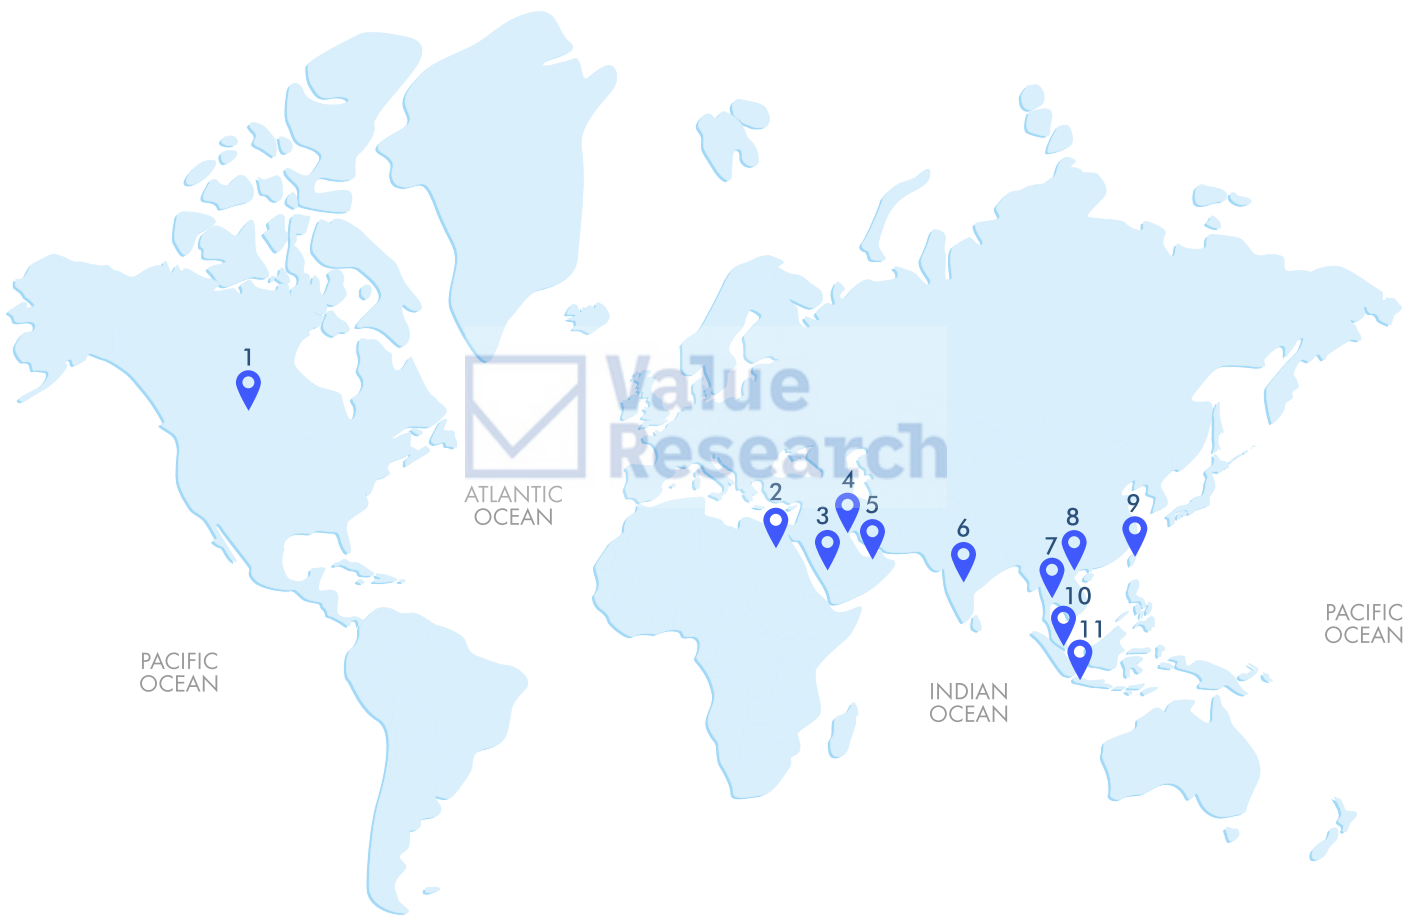 1
Value
Research
ATLANTIC
OCEAN
2
3
4
5
6
7
8
9
10
11
PACIFIC
OCEAN
PACIFIC
OCEAN
INDIAN
OCEAN